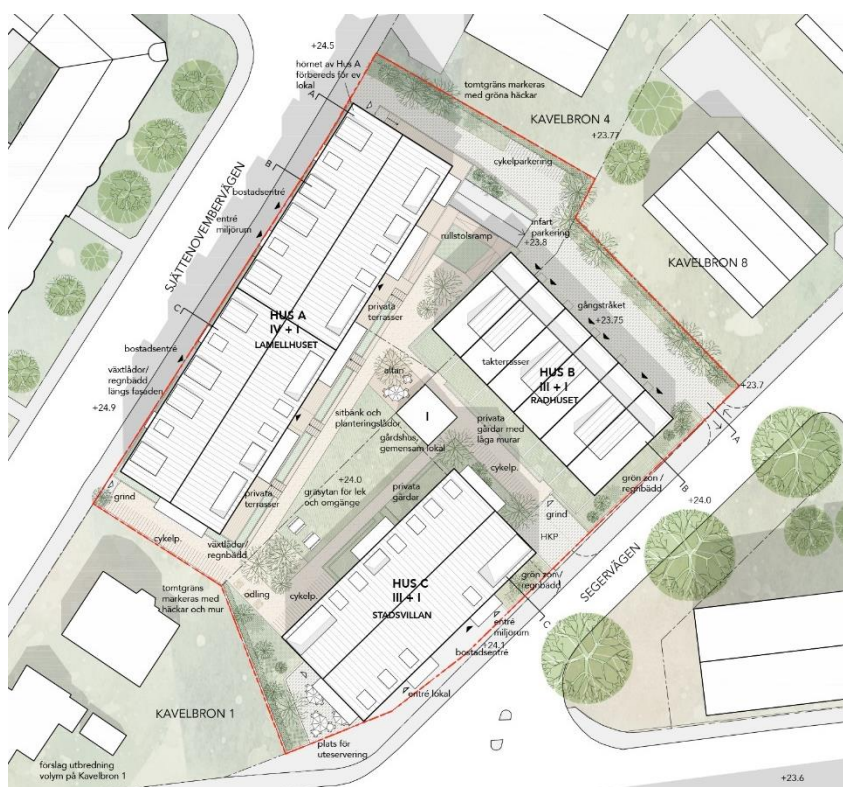 +24.5
hörnet av Hus A
förbereds för ev
lokal
tomtgräns markeras
med gröna häckar
KAVELBRON 4
+23.77
A
B
cykelparkering
SJÄTTENOVEMBERVÄGEN
bostadsentré
entré
miljörum
infart
parkering
+23.8
rullstolsramp
KAVELBRON 8
C
HUS A
IV + I
LAMELLHUSET
privata
terrasser
gångstråket
+23.75
bostadsentré
växtlådor/
regnbädd
längs fasaden
+24.9
altan
takterrasser
HUS B
III + I
RADHUSET
+23.7
A
sittbänk och
planteringslådor
I
gårdshus,
gemensam lokal
privata
gårdar med
låga murar
cykelp.
B
grön zon /
regnbädd
+24.0
gräsytan för lek
och omgänge
privata
gårdar
privata
terrasser
grind
cykelp.
växtlådor/
regnbädd
grind
HKP
+24.0
SEGERVÄGEN
tomtgräns
markeras med
häckar och mur
odling
cykelp.
HUS C
III + I
STADSVILLAN
grön zon/
regnbädd
C
entré
miljörum
+24.1
bostadsentré
entré lokal
KAVELBRON 1
plats för
uteservering
förslag utbredning
volym på Kavelbron 1
+23.6